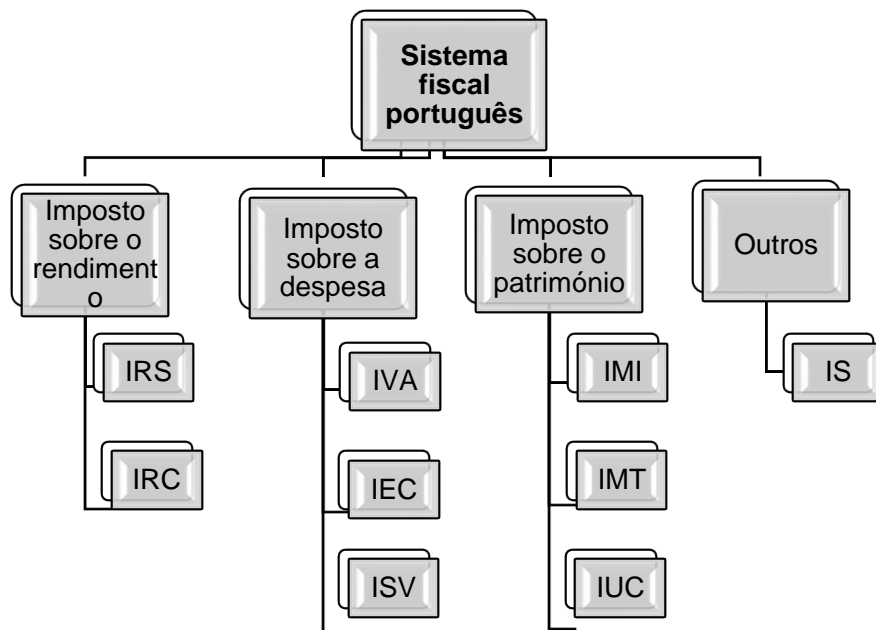 Sistema
fiscal
português
Imposto
sobre o
rendiment
o
Imposto
sobre a
despesa
Imposto
sobre o
património
Outros
IRS
IVA
IMI
IS
IRC
IEC
IMT
ISV
IUC